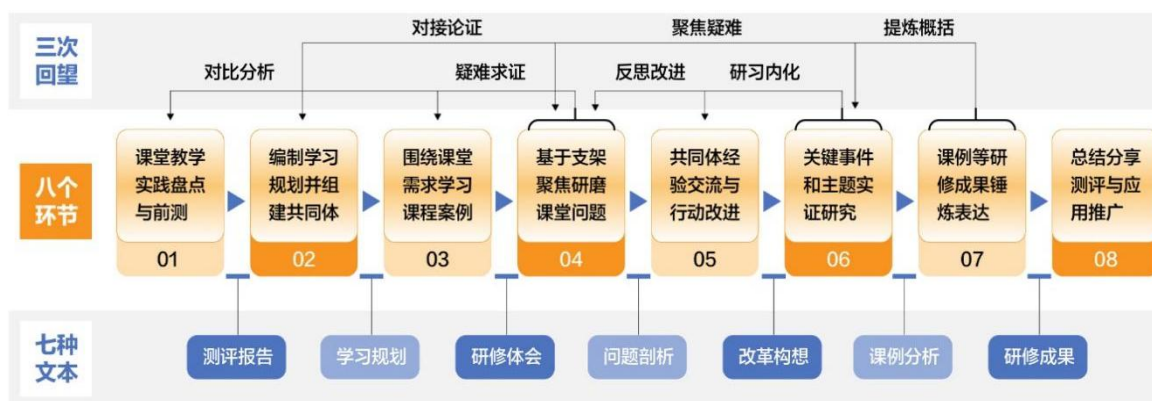 三次
回望
对接论证
聚焦疑难
提炼概括
对比分析
疑难求证
反思改进
研习内化
八个
环节
课堂教学
实践盘点
与前测
01
编制学习
规划并组
建共同体
02
围绕课堂
需求学习
课程案例
03
基于支架
聚焦研磨
课堂问题
04
共同体经
验交流与
行动改进
05
关键事件
和主题实
证研究
06
课例等研
修成果锤
炼表达
07
总结分享
测评与应
用推广
08
七种
文本
测评报告
学习规划
研修体会
问题剖析
改革构想
课例分析
研修成果